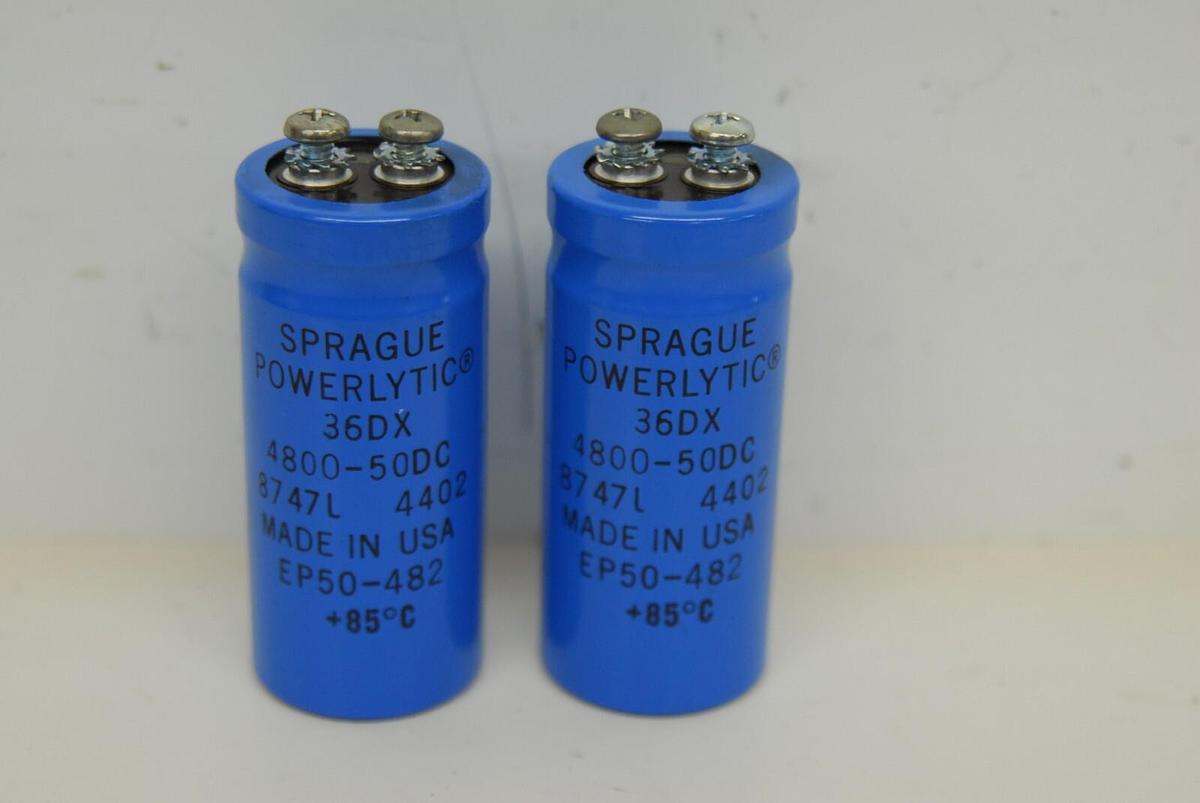 SPRAGUE
POWERLYTIC®
36DX
4800-50DC
8747L 4402
MADE IN USA
EP50-482
+85°C
SPRAGUE
POWERLYTIC®
36DX
4800-50DC
8747L 4402
MADE IN USA
EP50-482
+85°C